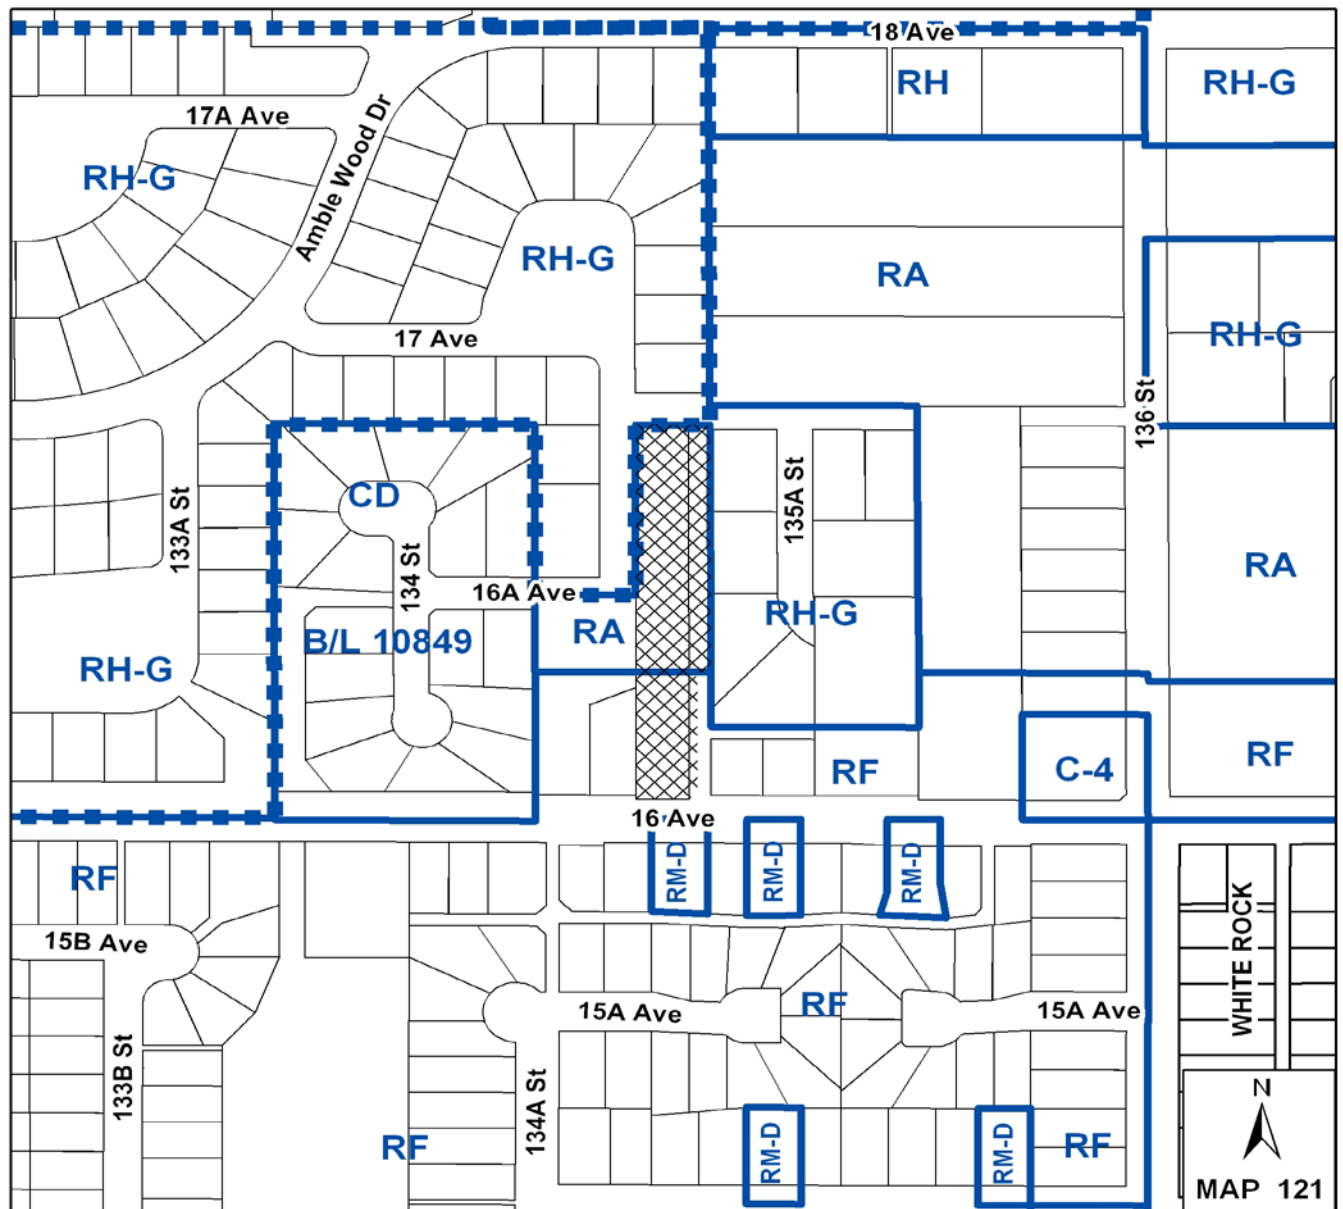 18 Ave
RH
RH-G
17A Ave
Amble Wood Dr
RH-G
RH-G
RA
RH-G
17 Ave
136 St
CD
133A St
134 St
135A St
RA
16A Ave
RA
RH-G
B/L 10849
RH-G
RF
C-4
RF
16 Ave
RM-D
RM-D
RM-D
RF
15B Ave
WHITE ROCK
RF
15A Ave
15A Ave
133B St
134A St
RF
RM-D
RM-D
RF
N
MAP 121